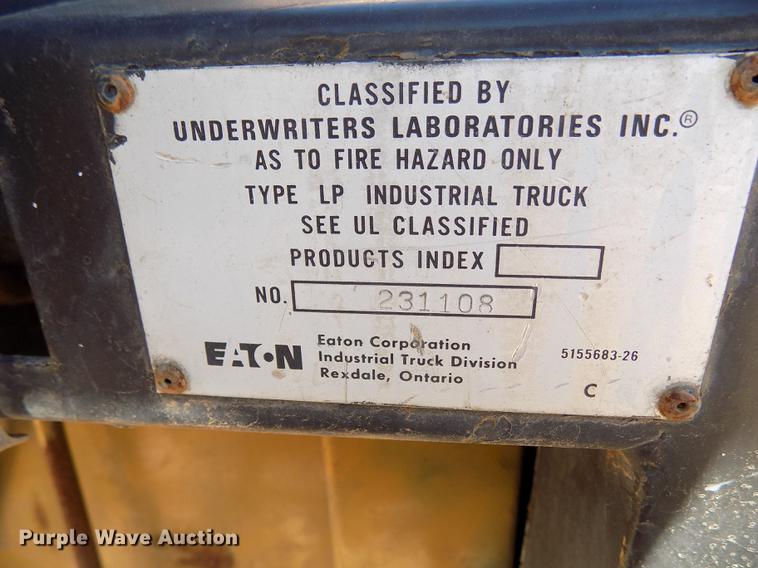 CLASSIFIED BY
UNDERWRITERS LABORATORIES INC.®
AS TO FIRE HAZARD ONLY
TYPE LP INDUSTRIAL TRUCK
SEE UL CLASSIFIED
PRODUCTS INDEX
NO. 231108
EATON
Eaton Corporation
Industrial Truck Division
Rexdale, Ontario
5155683-26
C
Purple Wave Auction